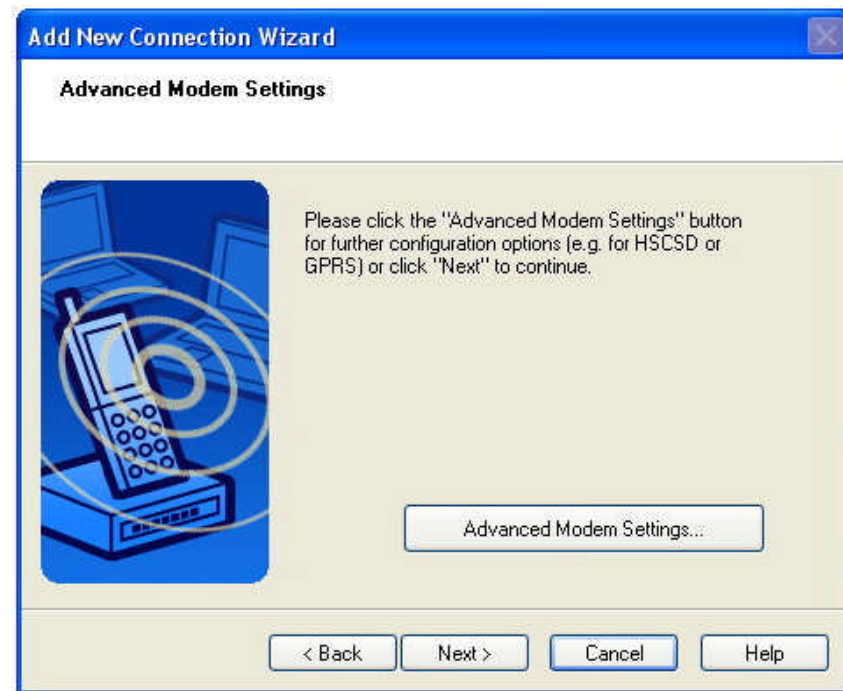 Add New Connection Wizard
Advanced Modem Settings
Please click the "Advanced Modem Settings" button
for further configuration options (e.g. for HSCSD or
GPRS) or click "Next" to continue.
Advanced Modem Settings...
< Back
Next >
Cancel
Help